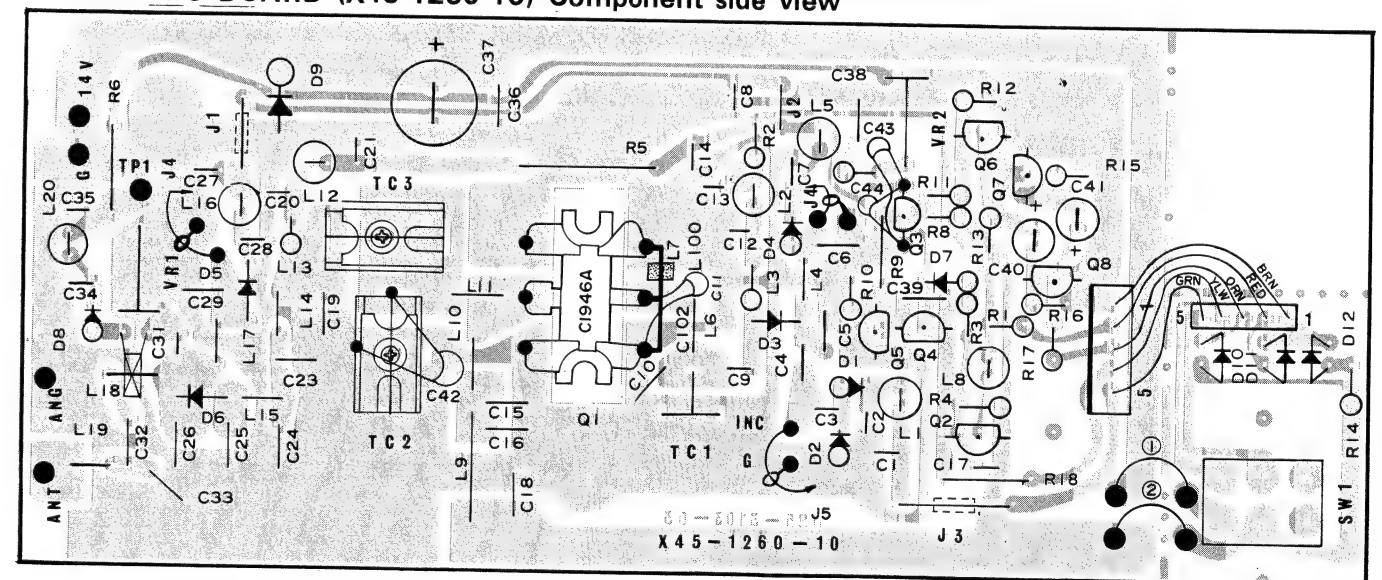 BOARD (X45-1260-10) Component side view
14V
G
R6
TP1
J4
J1
D9
C37
C36
C21
R5
C14
C8
R2
J2
L5
C38
C43
VR2
R12
Q6
Q7
R15
C41
L20
C35
C27
L16
C20
L12
TC3
C13
L2
C7
J4
C44
R11
R8
Q3
R13
C34
VR1
D5
C28
L13
C29
L7
L100
C12
D4
C6
D7
C40
Q8
GRN
YLW
ORN
RED
BRN
D8
C31
L17
L14
C19
L11
L10
C1946A
C102
L6
C11
L3
L4
R10
R9
C39
R16
1
5
5
1
D12
L18
D6
L15
C23
C42
C101
C9
D3
C4
C5
D1
Q5
Q4
R3
R17
D10
D11
ANG
L19
C32
C26
C25
C24
TC2
C15
C16
Q1
TC1
INC
G
C3
D2
C2
L1
L8
R4
Q2
R14
ANT
C33
L9
C18
J5
C1
C17
R18
J3
①
②
SW1
X45-1260-10